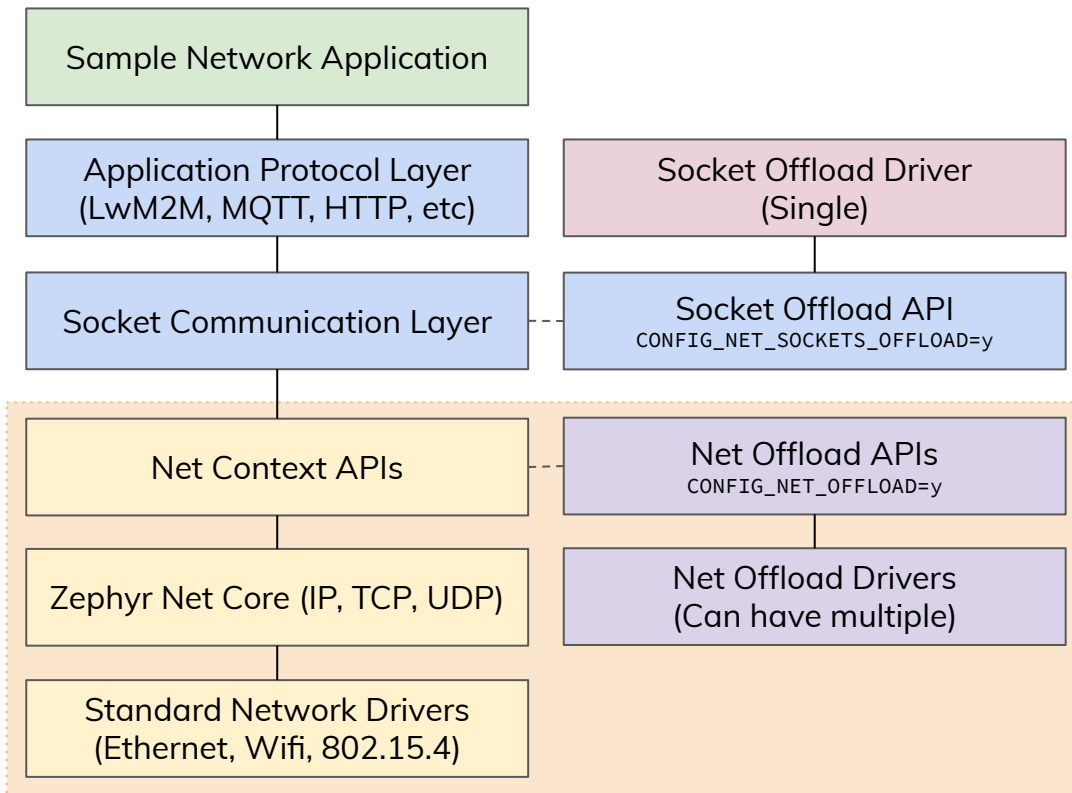 Sample Network Application
Application Protocol Layer
(LwM2M, MQTT, HTTP, etc)
Socket Offload Driver
(Single)
Socket Communication Layer
Socket Offload API
CONFIG_NET_SOCKETS_OFFLOAD=y
Net Context APIs
Net Offload APIs
CONFIG_NET_OFFLOAD=y
Zephyr Net Core (IP, TCP, UDP)
Net Offload Drivers
(Can have multiple)
Standard Network Drivers
(Ethernet, Wifi, 802.15.4)